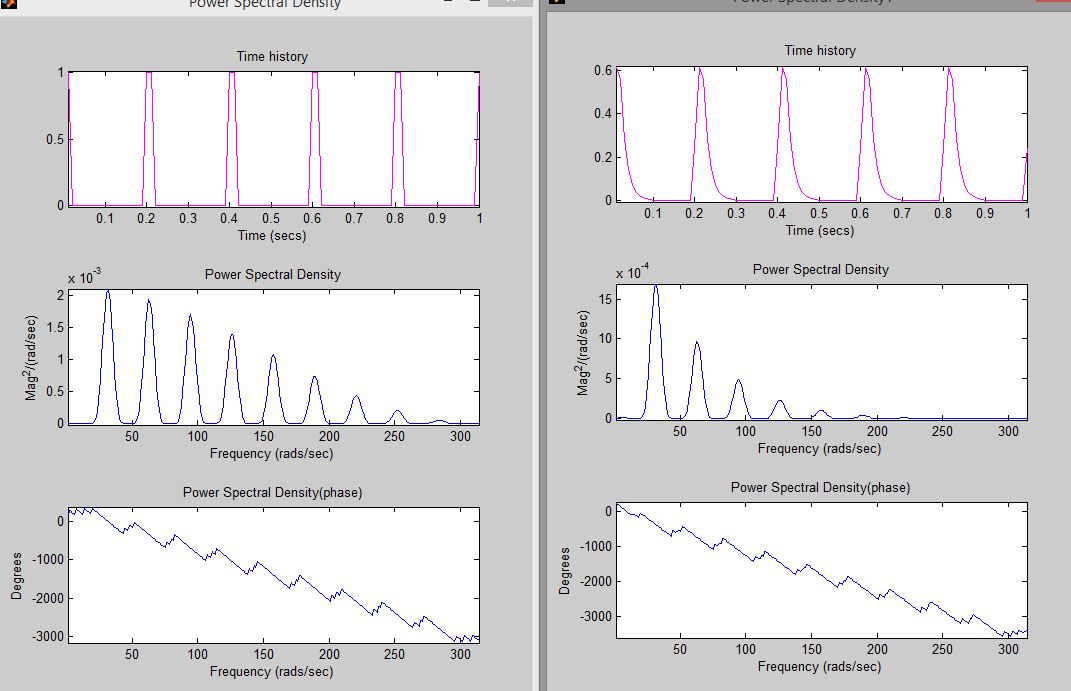 Power Spectral Density
Time history
1
0.5
0
0.1 0.2 0.3 0.4 0.5 0.6 0.7 0.8 0.9 1
Time (secs)
x 10-3
Power Spectral Density
2
1.5
1
0.5
0
Mag2/(rad/sec)
50 100 150 200 250 300
Frequency (rads/sec)
Power Spectral Density(phase)
0
-1000
-2000
-3000
Degrees
50 100 150 200 250 300
Frequency (rads/sec)
Time history
0.6
0.4
0.2
0
0.1 0.2 0.3 0.4 0.5 0.6 0.7 0.8 0.9 1
Time (secs)
x 10-4
Power Spectral Density
15
10
5
0
Mag2/(rad/sec)
50 100 150 200 250 300
Frequency (rads/sec)
Power Spectral Density(phase)
0
-1000
-2000
-3000
Degrees
50 100 150 200 250 300
Frequency (rads/sec)